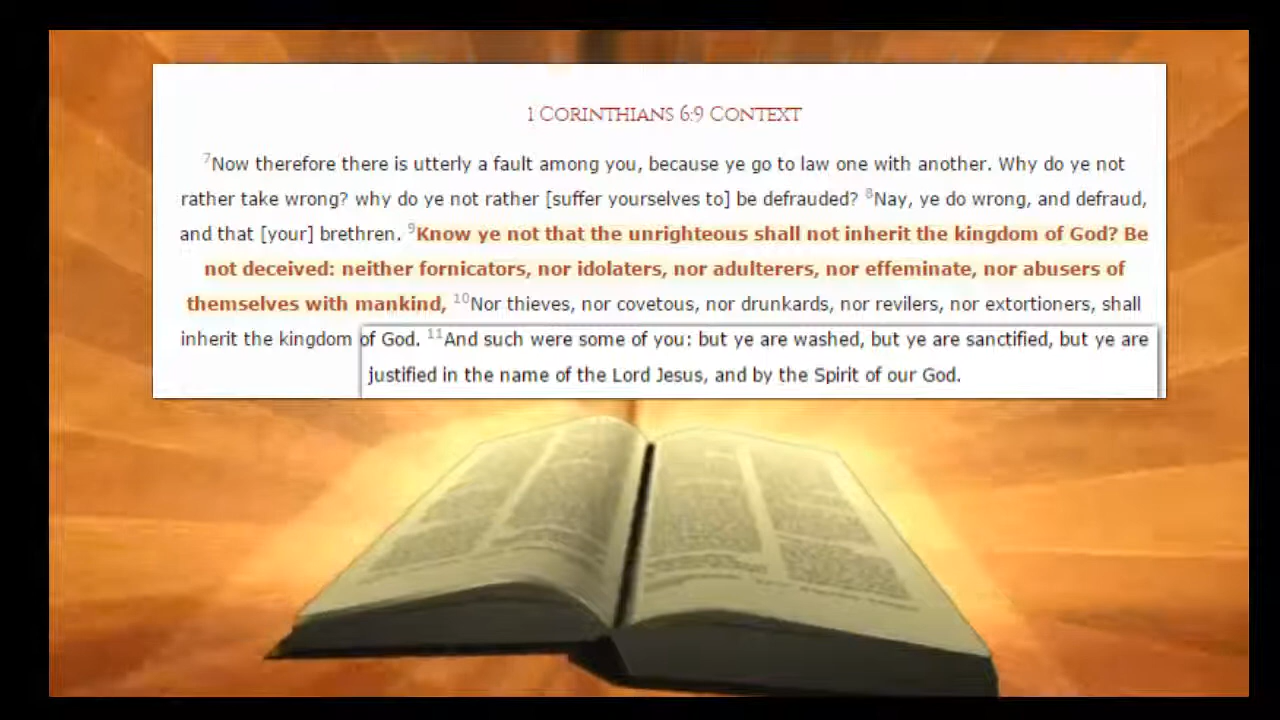 1 Corinthians 6:9 Context
7Now therefore there is utterly a fault among you, because ye go to law one with another. Why do ye not
rather take wrong? why do ye not rather [suffer yourselves to] be defrauded? 8Nay, ye do wrong, and defraud,
and that [your] brethren. 9Know ye not that the unrighteous shall not inherit the kingdom of God? Be
not deceived: neither fornicators, nor idolaters, nor adulterers, nor effeminate, nor abusers of
themselves with mankind, 10Nor thieves, nor covetous, nor drunkards, nor revilers, nor extortioners, shall
inherit the kingdom of God. 11And such were some of you: but ye are washed, but ye are sanctified, but ye are
justified in the name of the Lord Jesus, and by the Spirit of our God.